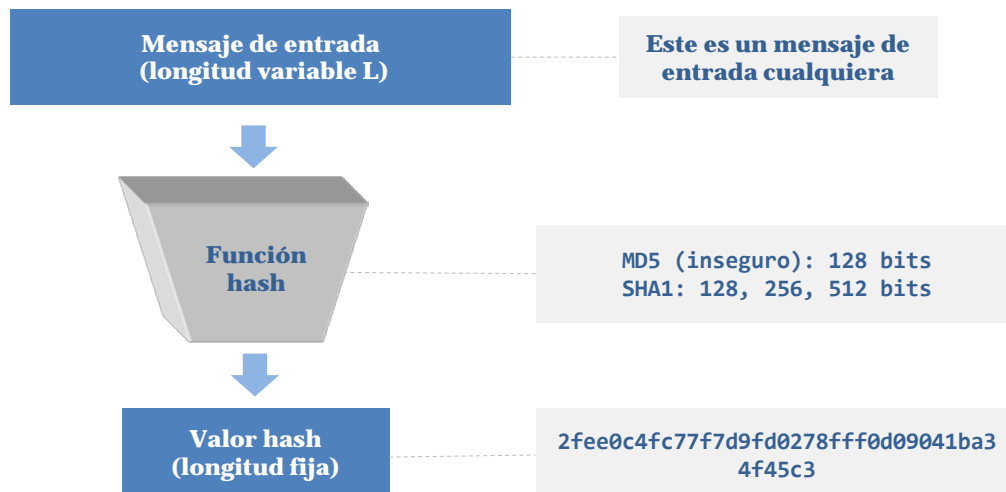 Mensaje de entrada
(longitud variable L)
Este es un mensaje de
entrada cualquiera
Función
hash
MD5 (inseguro): 128 bits
SHA1: 128, 256, 512 bits
Valor hash
(longitud fija)
2fee0c4fc77f7d9fd0278fff0d09041ba3
4f45c3